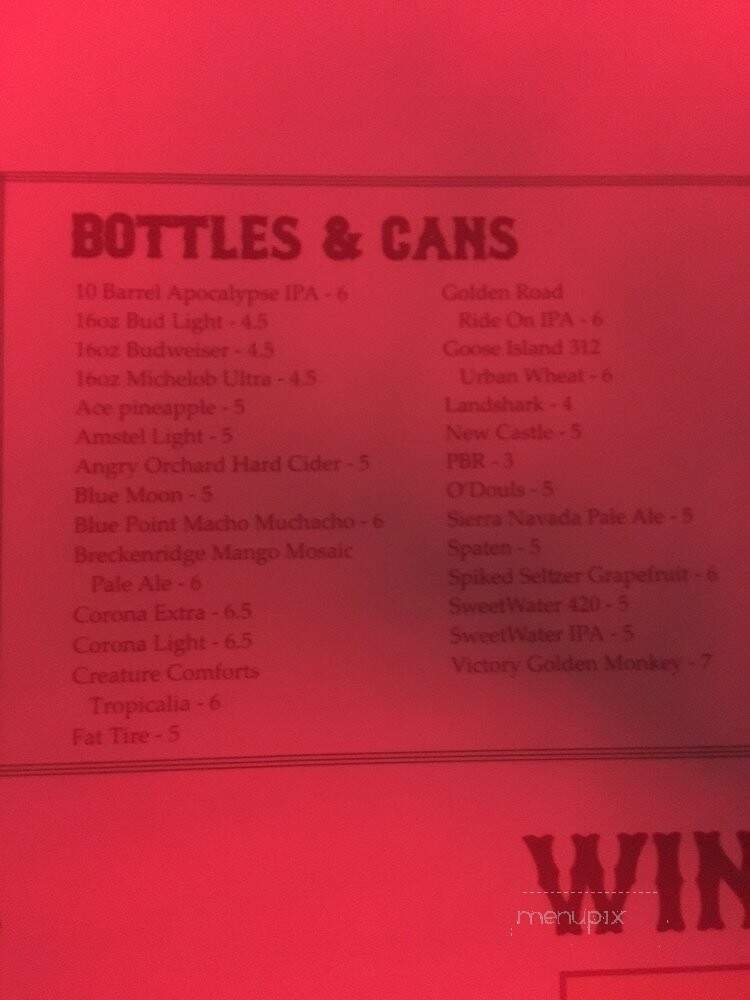 BOTTLES & CANS
10 Barrel Apocalypse IPA - 6
16oz Bud Light - 4.5
16oz Budweiser - 4.5
16oz Michelob Ultra - 4.5
Ace pineapple - 5
Amstel Light - 5
Angry Orchard Hard Cider - 5
Blue Moon - 5
Blue Point Macho Muchacho - 6
Breckenridge Mango Mosaic
Pale Ale - 6
Corona Extra - 6.5
Corona Light - 6.5
Creature Comforts
Tropicalia - 6
Fat Tire - 5
Golden Road
Ride On IPA - 6
Goose Island 312
Urban Wheat - 6
Landshark - 4
New Castle - 5
PBR - 3
O'Douls - 5
Sierra Navada Pale Ale - 5
Spaten - 5
Spiked Seltzer Grapefruit - 6
SweetWater 420 - 5
SweetWater IPA - 5
Victory Golden Monkey - 7
WIN
menupix